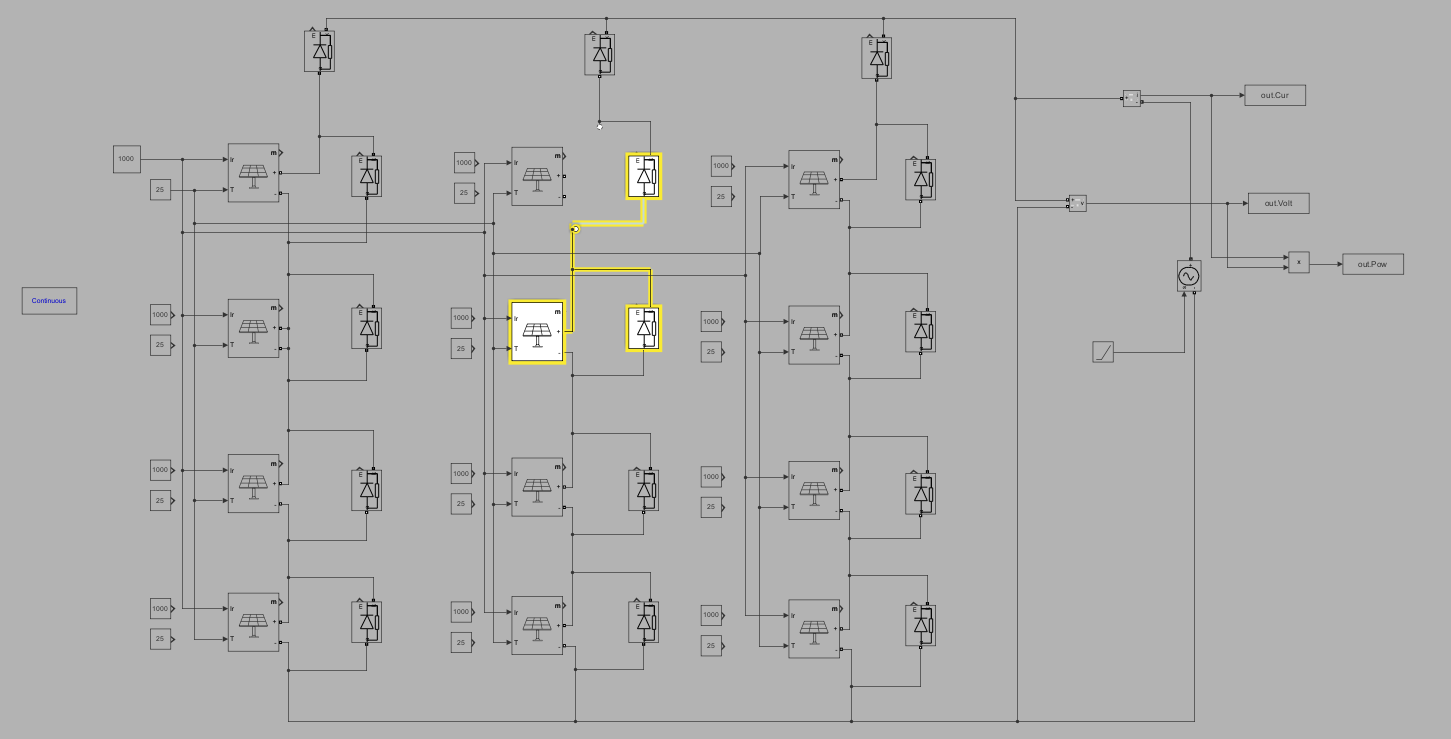 E
E
E
out.Cur
i
+
-
1000
Ir
m
E
1000
Ir
m
E
1000
Ir
m
E
+
+
+
25
T
-
25
T
-
25
T
-
out.Volt
+
-
v
x
out.Pow
Continuous
1000
Ir
m
E
1000
Ir
m
E
1000
Ir
m
E
+
+
+
25
T
-
25
T
-
25
T
-
1000
Ir
m
E
1000
Ir
m
E
1000
Ir
m
E
+
+
+
25
T
-
25
T
-
25
T
-
1000
Ir
m
E
1000
Ir
m
E
1000
Ir
m
E
+
+
+
25
T
-
25
T
-
25
T
-